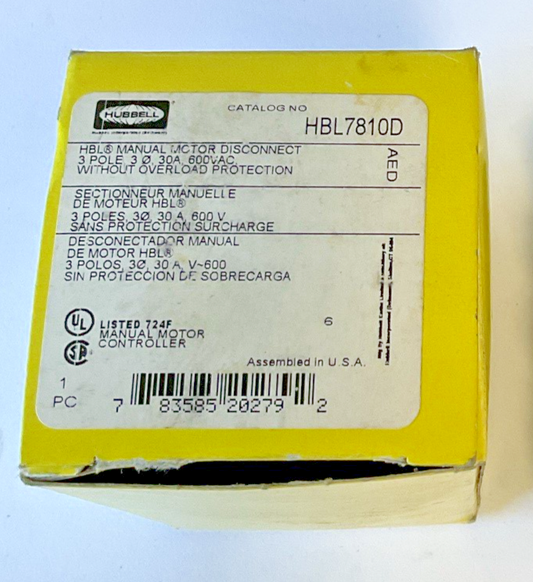 HUBBELL
CATALOG NO
HBL7810D
AED
HBL® MANUAL MOTOR DISCONNECT
3 POLE, 3 Ø, 30A, 600VAC
WITHOUT OVERLOAD PROTECTION
SECTIONNEUR MANUELLE
DE MOTEUR HBL®
3 POLES, 3Ø, 30 A, 600 V
SANS PROTECTION SURCHARGE
DESCONECTADOR MANUAL
DE MOTOR HBL®
3 POLOS, 3Ø, 30 A, V~600
SIN PROTECCION DE SOBRECARGA
UL LISTED 724F
MANUAL MOTOR
CONTROLLER
6
Assembled in U.S.A.
1
PC
7 83585 20279 2